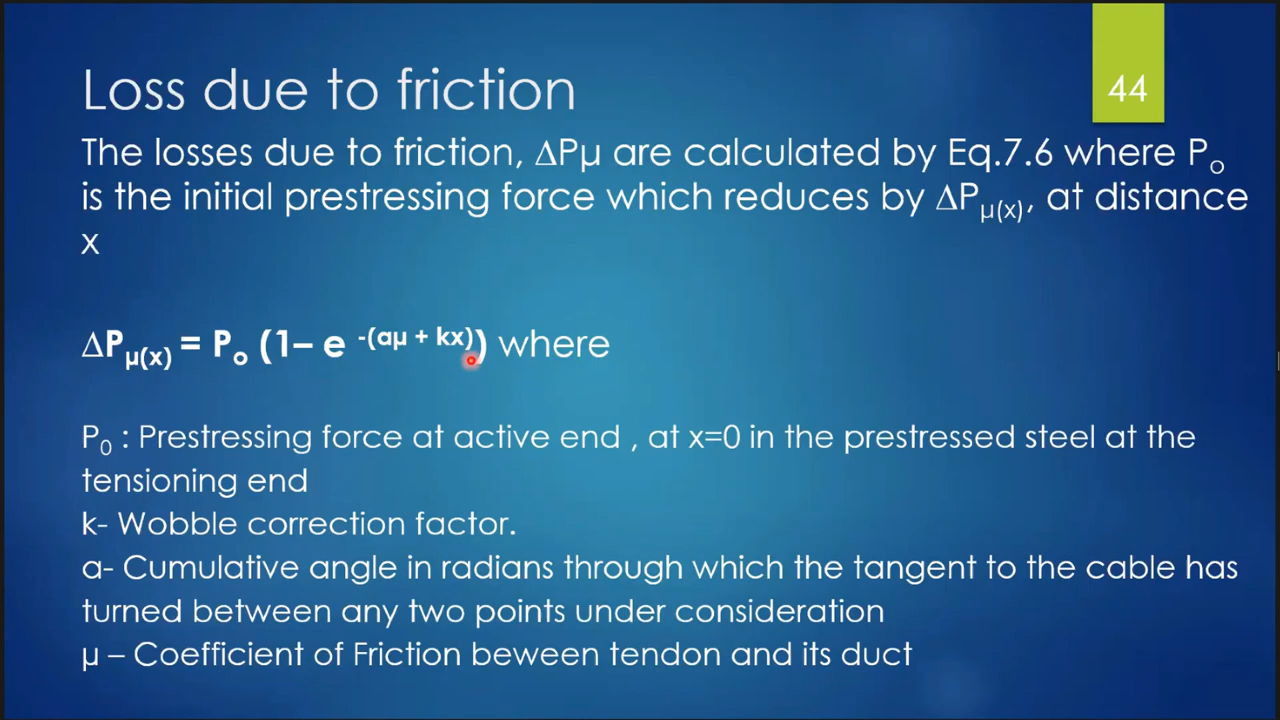 Loss due to friction
44
The losses due to friction, ∆Pµ are calculated by Eq.7.6 where Po
is the initial prestressing force which reduces by ∆Pµ(x), at distance
x
∆Pµ(x) = Po (1– e -(aµ + kx)) where
P0 : Prestressing force at active end , at x=0 in the prestressed steel at the
tensioning end
k- Wobble correction factor.
a- Cumulative angle in radians through which the tangent to the cable has
turned between any two points under consideration
µ – Coefficient of Friction beween tendon and its duct